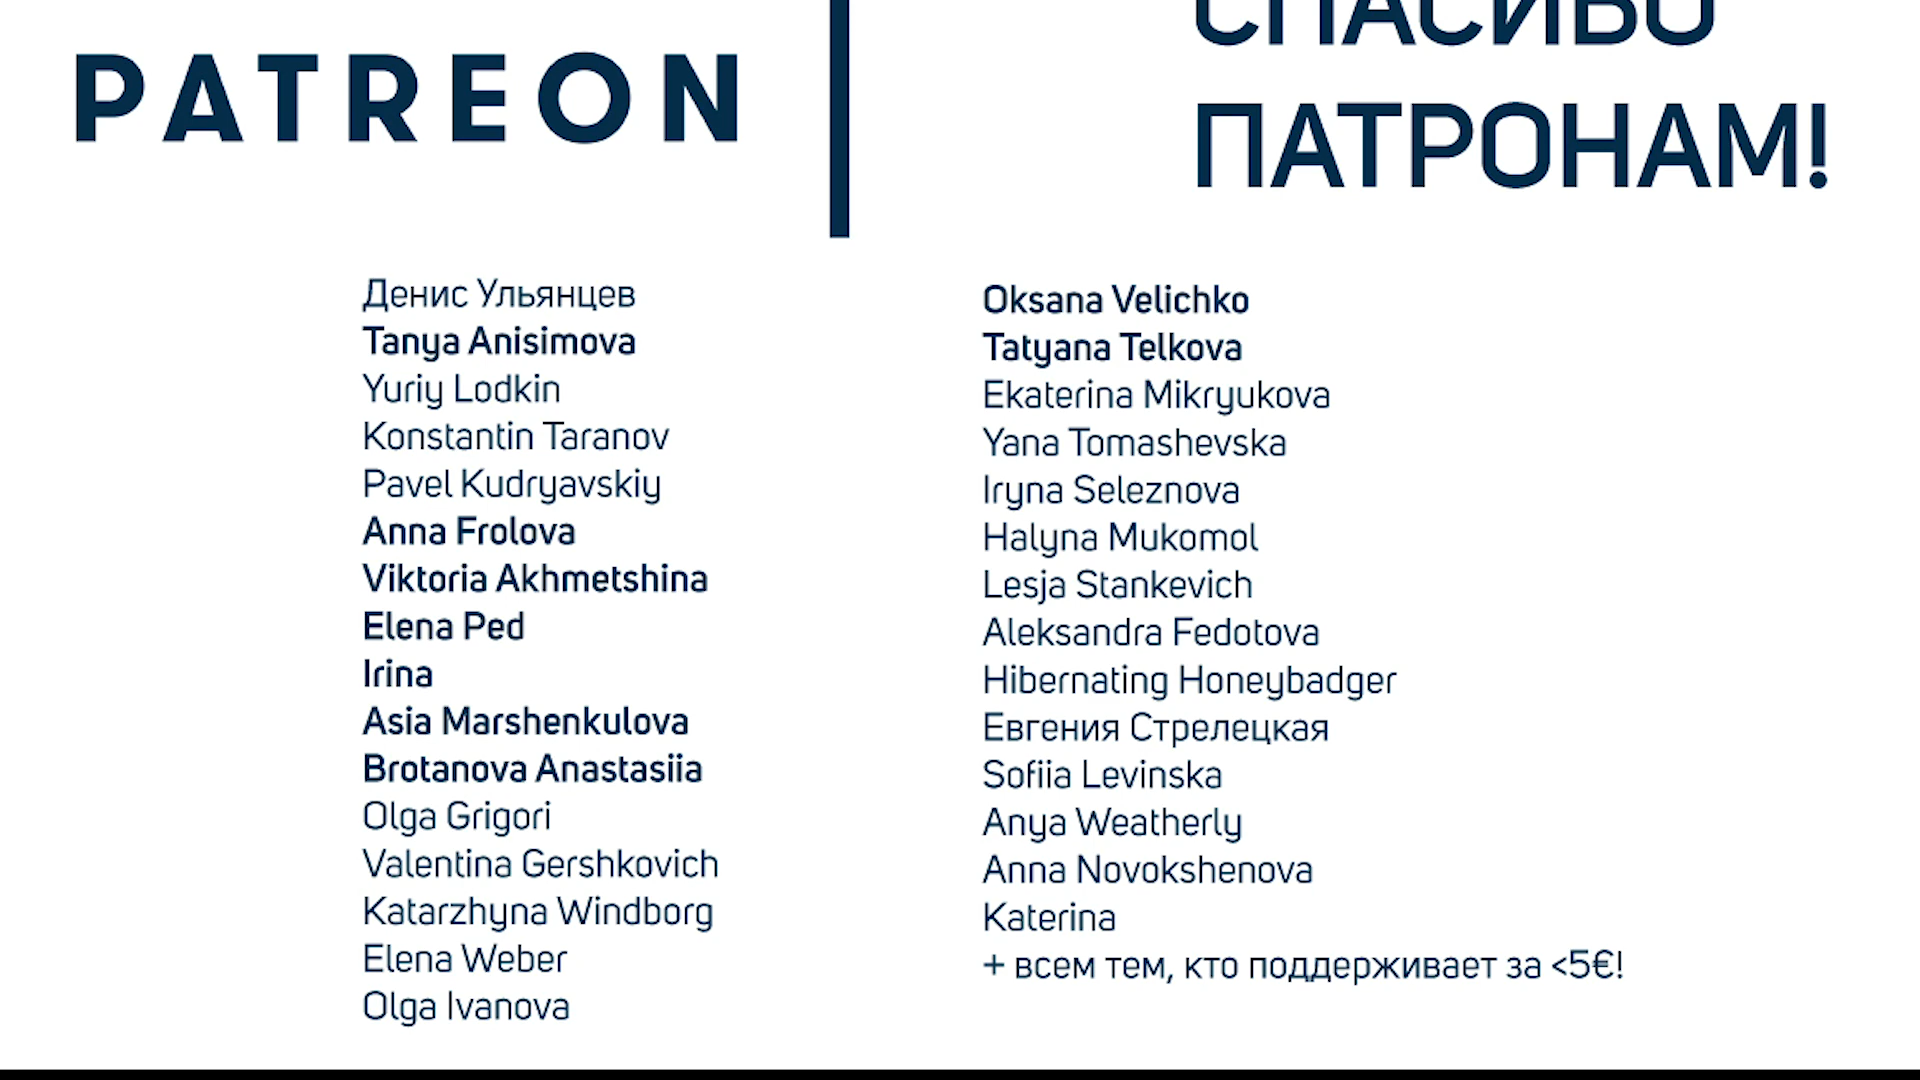 PATREON
СПАСИБО
ПАТРОНАМ!
Денис Ульянцев
Tanya Anisimova
Yuriy Lodkin
Konstantin Taranov
Pavel Kudryavskiy
Anna Frolova
Viktoria Akhmetshina
Elena Ped
Irina
Asia Marshenkulova
Brotanova Anastasiia
Olga Grigori
Valentina Gershkovich
Katarzhyna Windborg
Elena Weber
Olga Ivanova
Oksana Velichko
Tatyana Telkova
Ekaterina Mikryukova
Yana Tomashevska
Iryna Seleznova
Halyna Mukomol
Lesja Stankevich
Aleksandra Fedotova
Hibernating Honeybadger
Евгения Стрелецкая
Sofiia Levinska
Anya Weatherly
Anna Novokshenova
Katerina
+ всем тем, кто поддерживает за <5€!